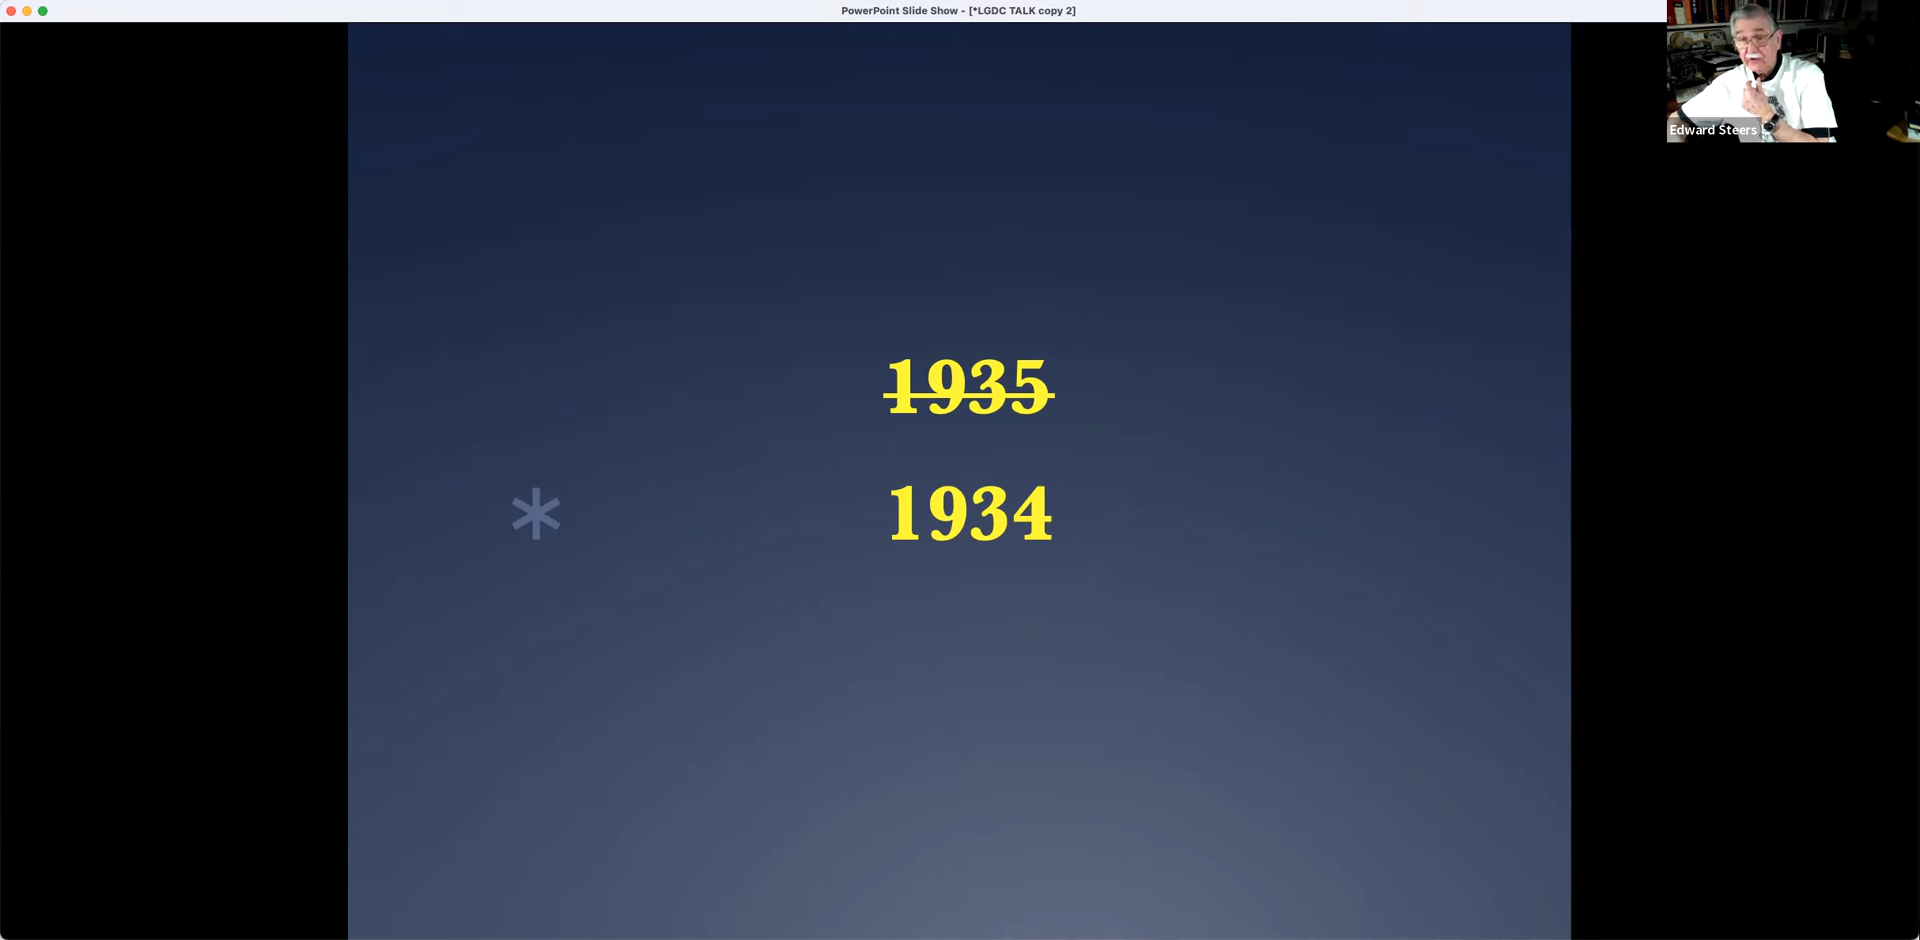 PowerPoint Slide Show - [*LGDC TALK copy 2]
Edward Steers
1935
* 1934